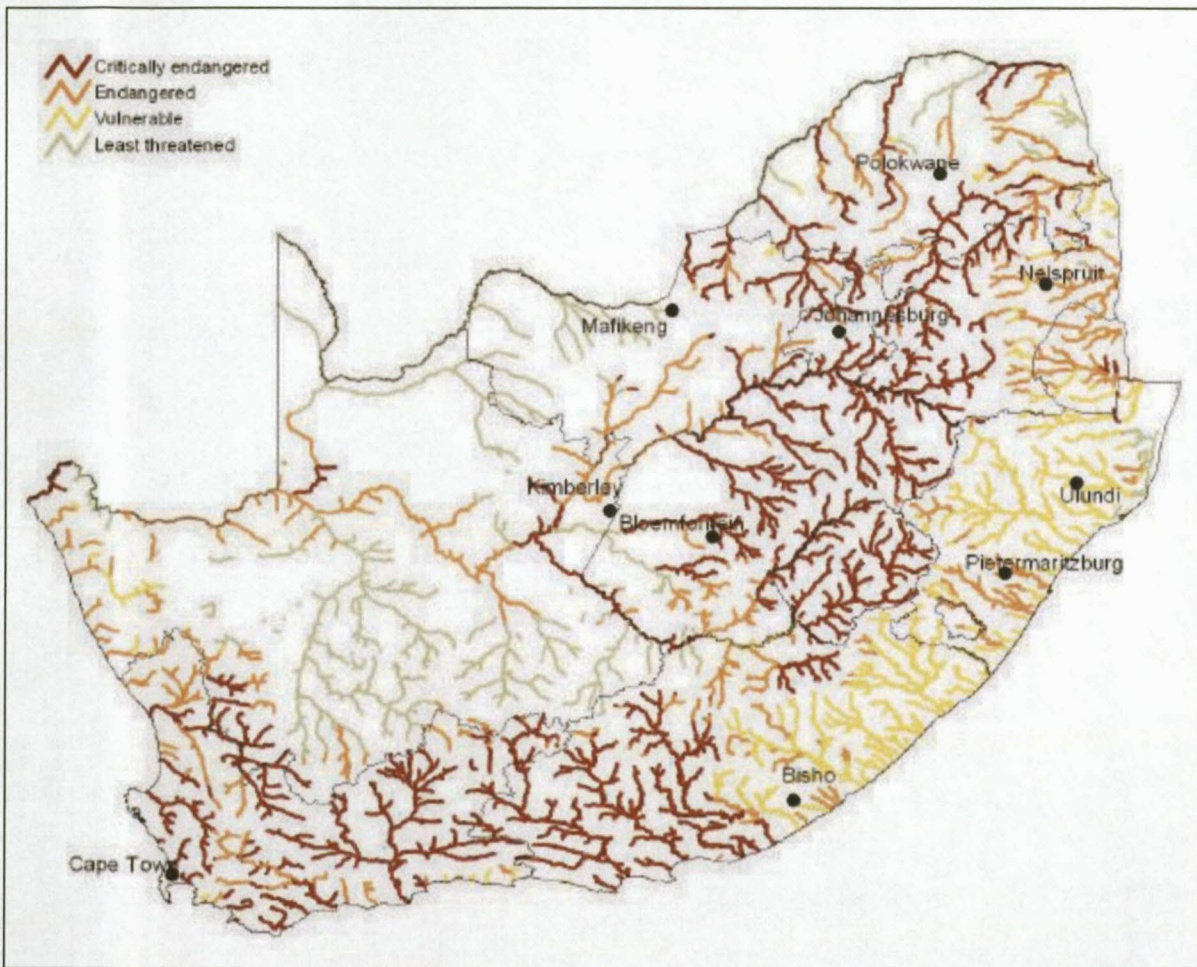 Critically endangered
Endangered
Vulnerable
Least threatened
Polokwane
Nelspruit
Mafikeng
Johannesburg
Kimberley
Ulundi
Bloemfontein
Pietermaritzburg
Bisho
Cape Town